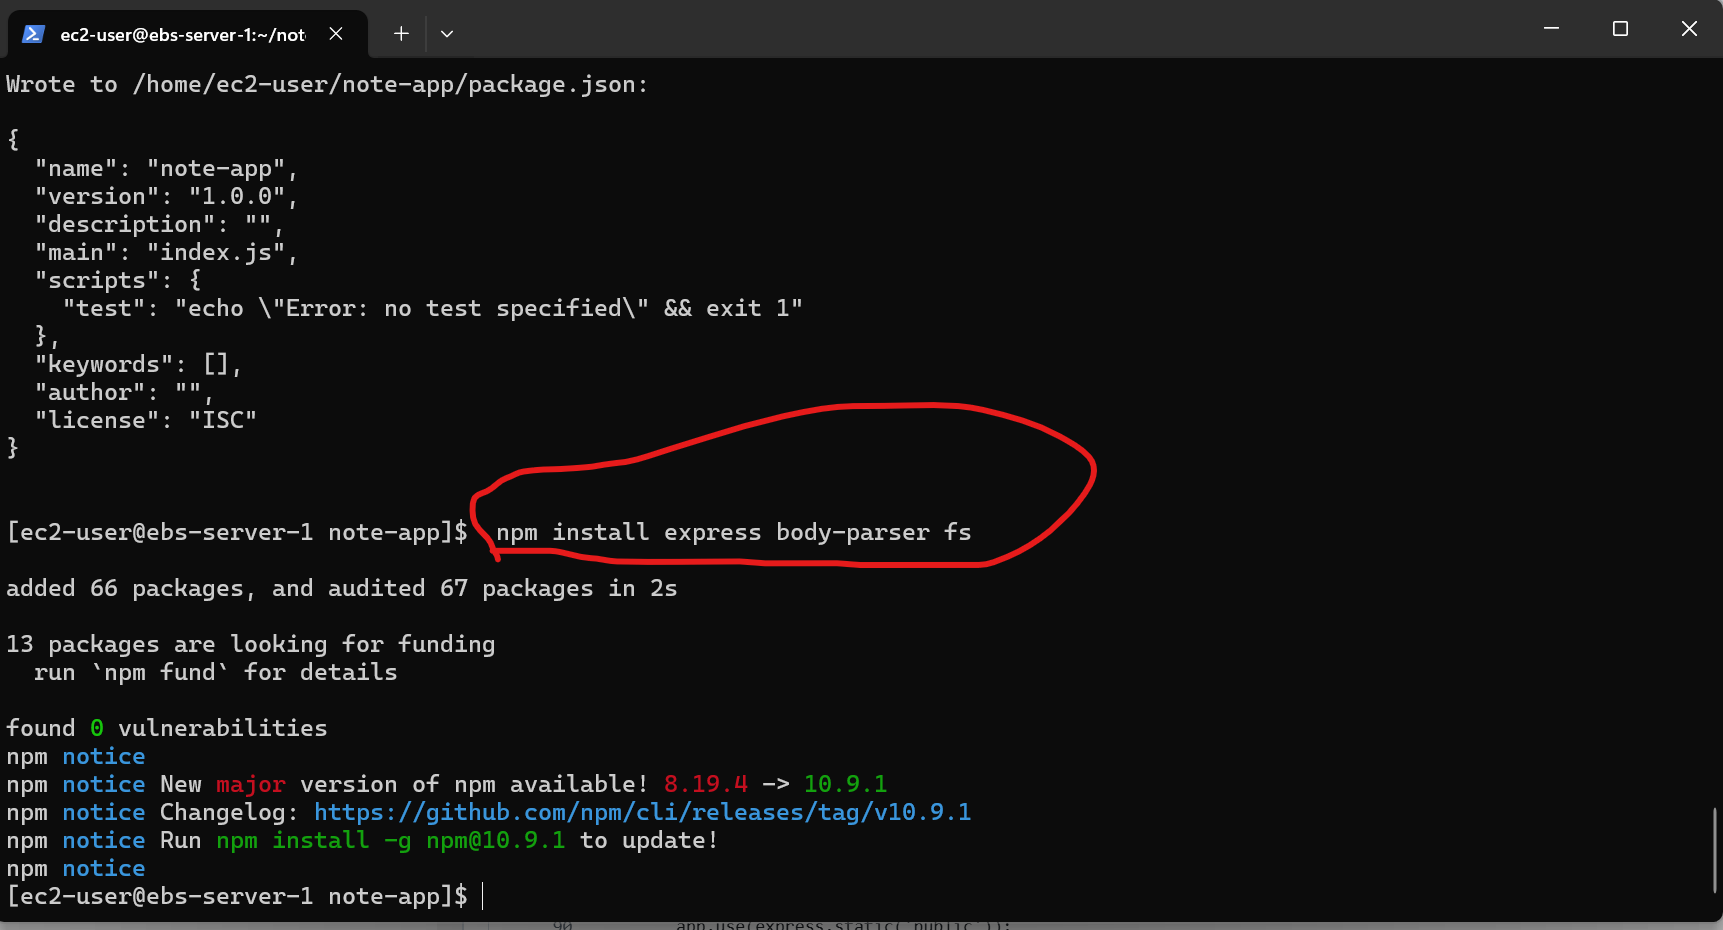 ec2-user@ebs-server-1:~/not
Wrote to /home/ec2-user/note-app/package.json:
{
  "name": "note-app",
  "version": "1.0.0",
  "description": "",
  "main": "index.js",
  "scripts": {
    "test": "echo \"Error: no test specified\" && exit 1"
  },
  "keywords": [],
  "author": "",
  "license": "ISC"
}
[ec2-user@ebs-server-1 note-app]$  npm install express body-parser fs
added 66 packages, and audited 67 packages in 2s
13 packages are looking for funding
  run `npm fund` for details
found 0 vulnerabilities
npm notice
npm notice New major version of npm available! 8.19.4 -> 10.9.1
npm notice Changelog: https://github.com/npm/cli/releases/tag/v10.9.1
npm notice Run npm install -g npm@10.9.1 to update!
npm notice
[ec2-user@ebs-server-1 note-app]$
90 app.use(express.static('public'));